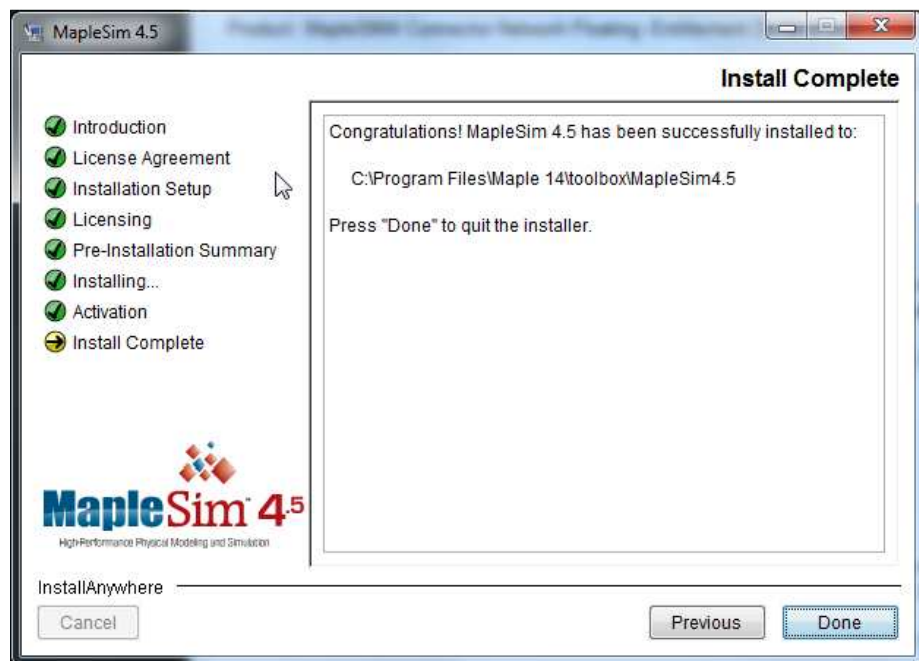 MapleSim 4.5
Install Complete
Introduction
License Agreement
Installation Setup
Licensing
Pre-Installation Summary
Installing...
Activation
Install Complete
Congratulations! MapleSim 4.5 has been successfully installed to:
C:\Program Files\Maple 14\toolbox\MapleSim4.5
Press "Done" to quit the installer.
MapleSim™ 4.5
High-Performance Physical Modeling and Simulation
InstallAnywhere
Cancel
Previous
Done